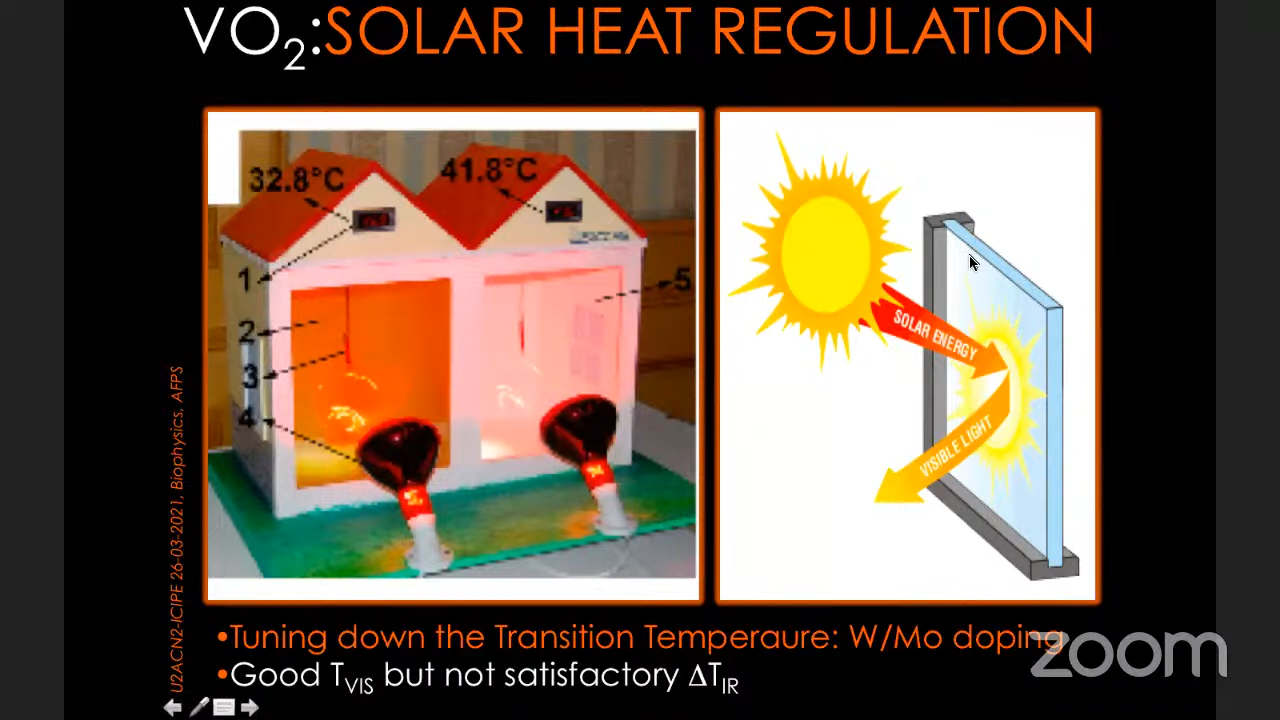 VO₂:SOLAR HEAT REGULATION
32.8°C
41.8°C
1
2
3
4
5
SOLAR ENERGY
VISIBLE LIGHT
U2ACN2-ICIPE 26-03-2021, Biophysics, AFPS
•Tuning down the Transition Temperaure: W/Mo doping
•Good TVIS but not satisfactory ΔTIR
zoom